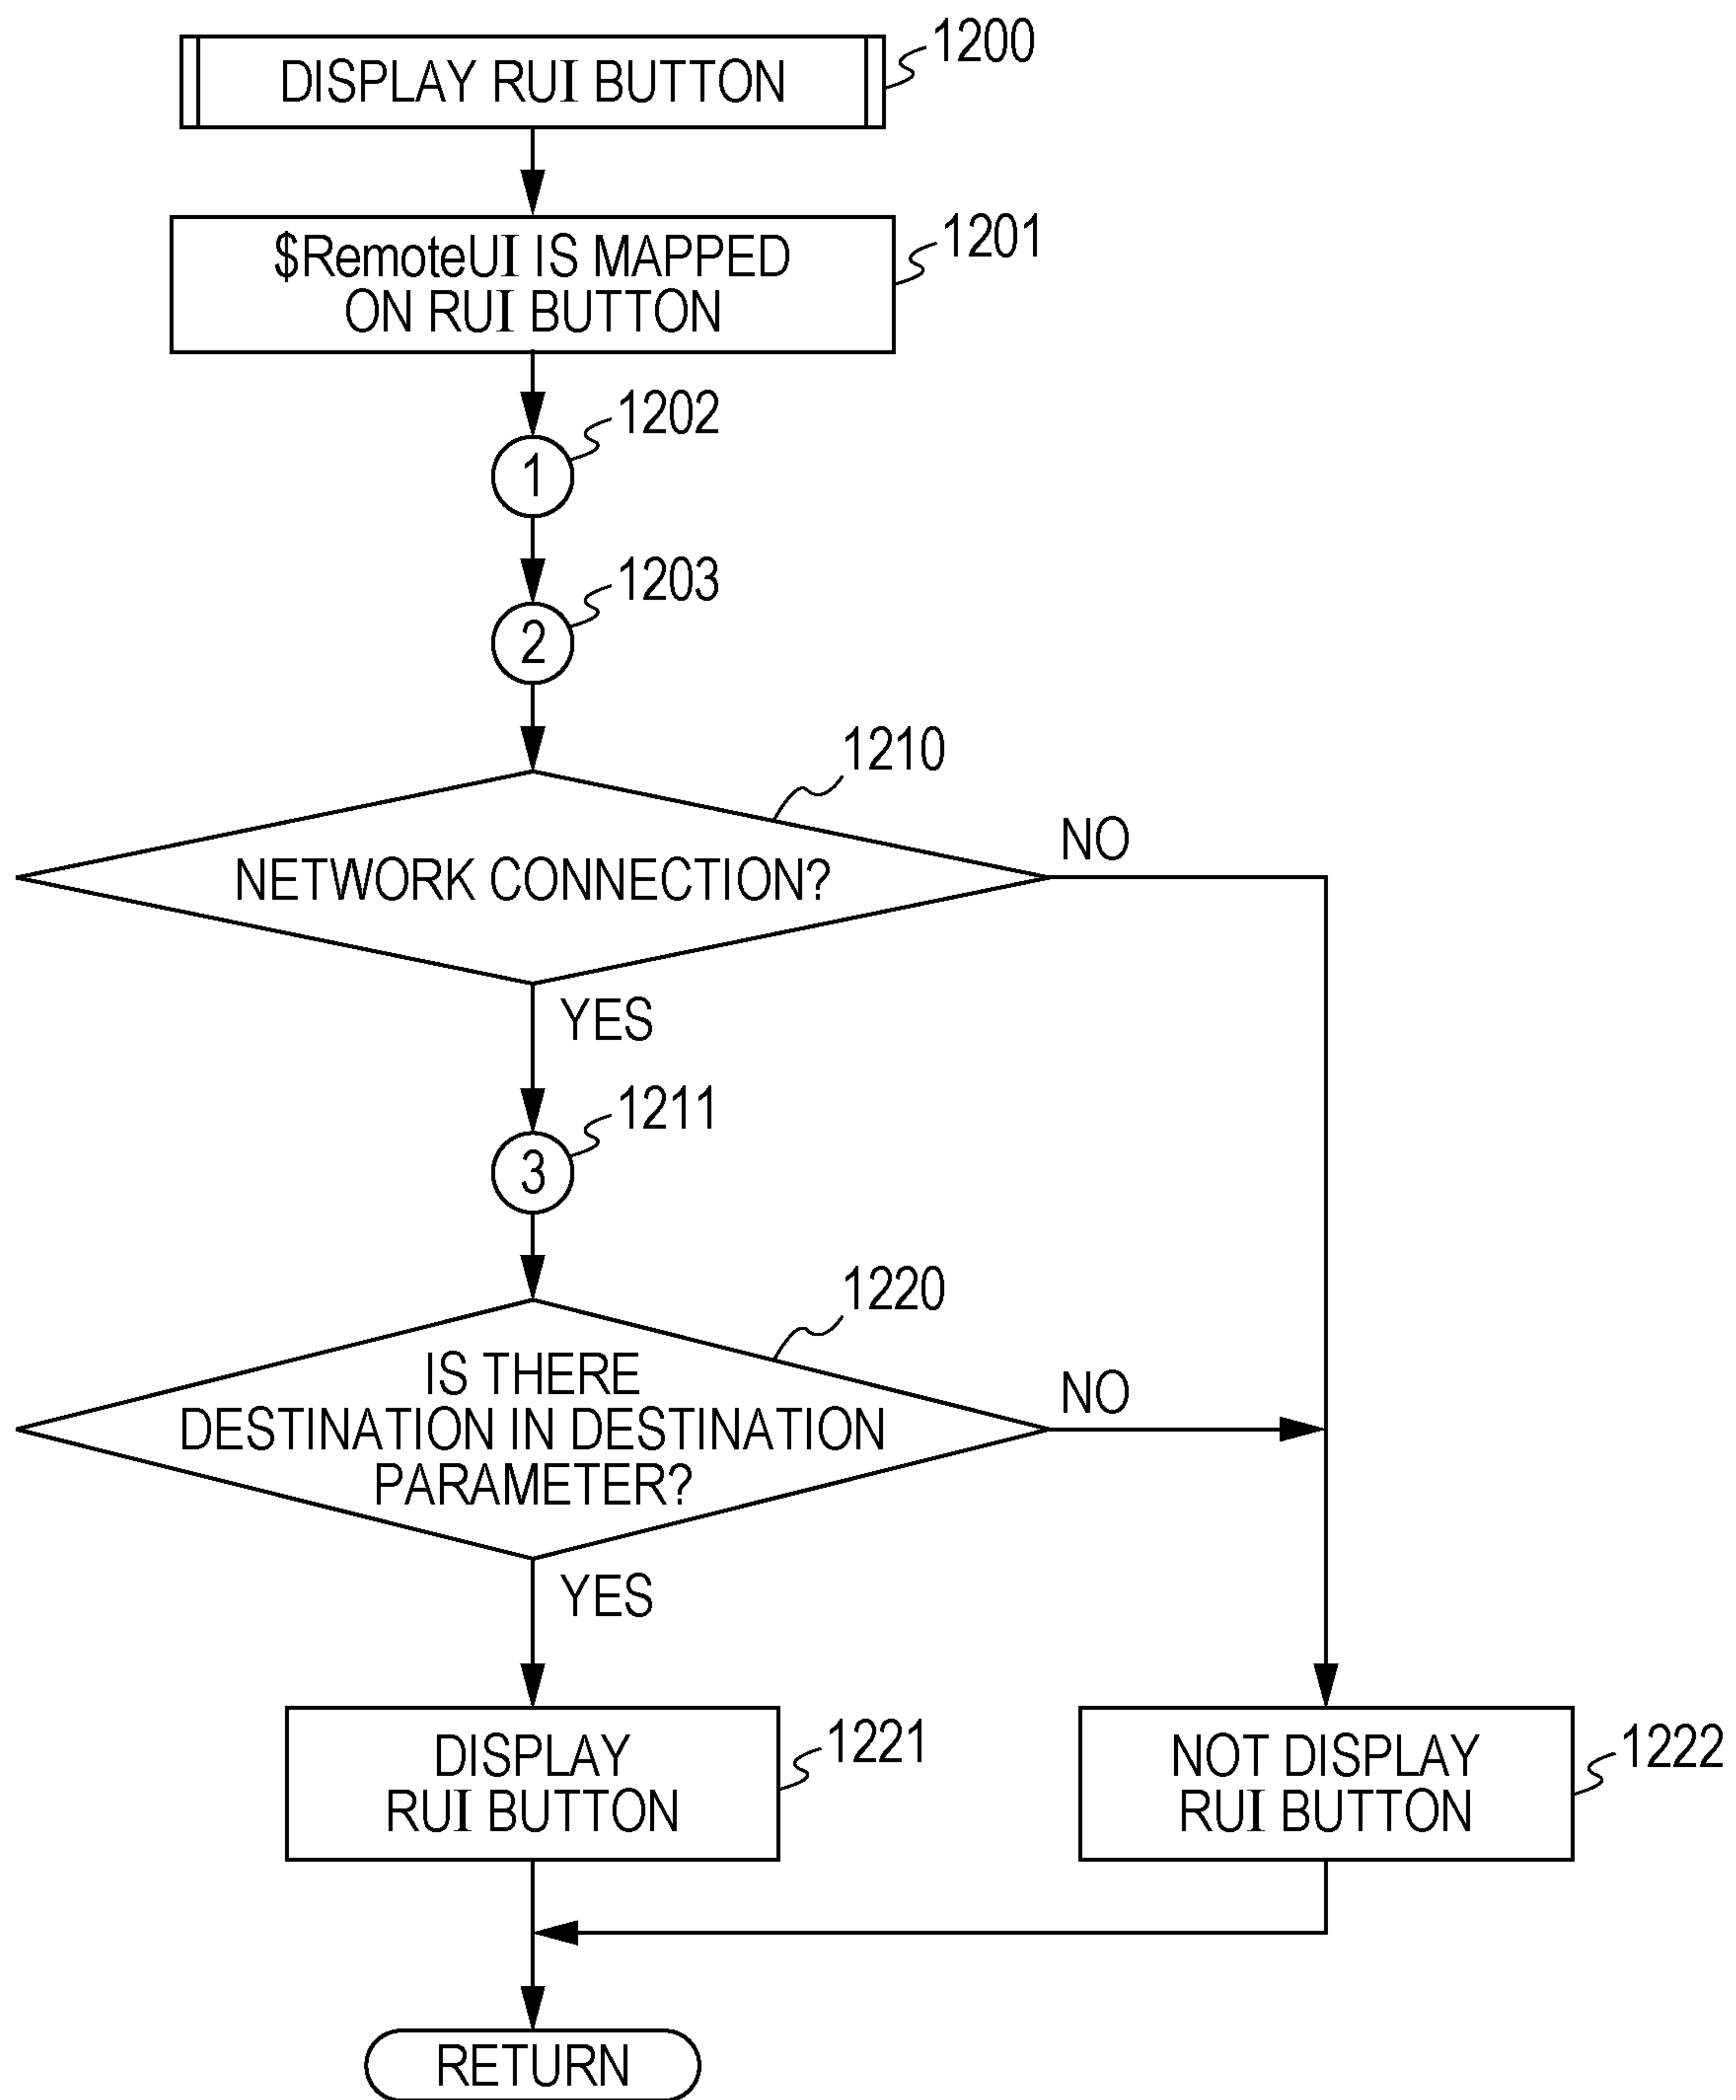 DISPLAY RUI BUTTON
1200
$RemoteUI IS MAPPED
ON RUI BUTTON
1201
1
1202
2
1203
NETWORK CONNECTION?
1210
NO
YES
3
1211
IS THERE
DESTINATION IN DESTINATION
PARAMETER?
1220
NO
YES
DISPLAY
RUI BUTTON
1221
NOT DISPLAY
RUI BUTTON
1222
RETURN